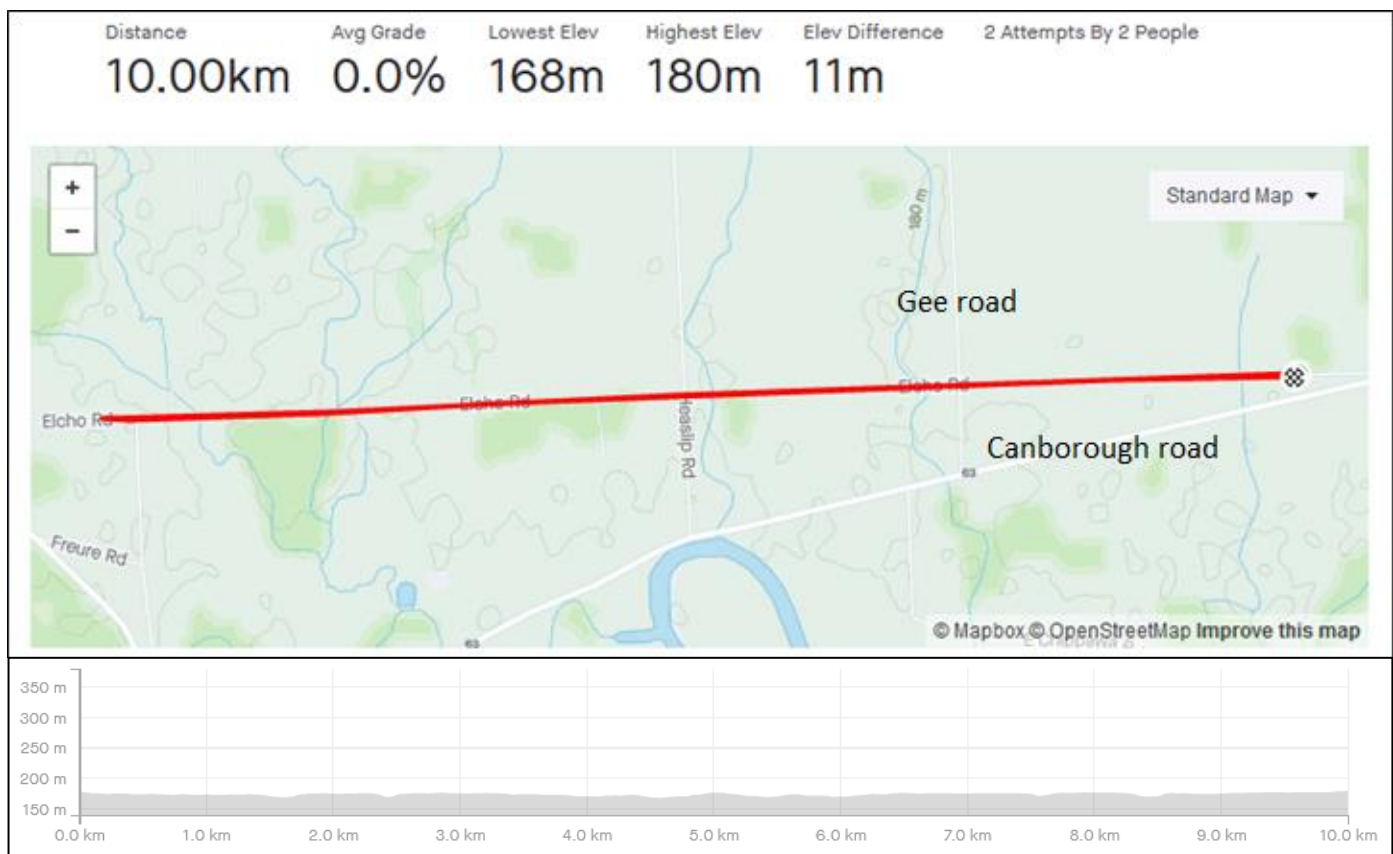 Distance Avg Grade Lowest Elev Highest Elev Elev Difference 2 Attempts By 2 People
10.00km 0.0% 168m 180m 11m
+
Standard Map
−
180 m
Gee road
Elcho Rd
Elcho Rd
Elcho Rd
Heaslip Rd
Canborough road
63
Freure Rd
63
© Mapbox © OpenStreetMap Improve this map
350 m
300 m
250 m
200 m
150 m
0.0 km 1.0 km 2.0 km 3.0 km 4.0 km 5.0 km 6.0 km 7.0 km 8.0 km 9.0 km 10.0 km